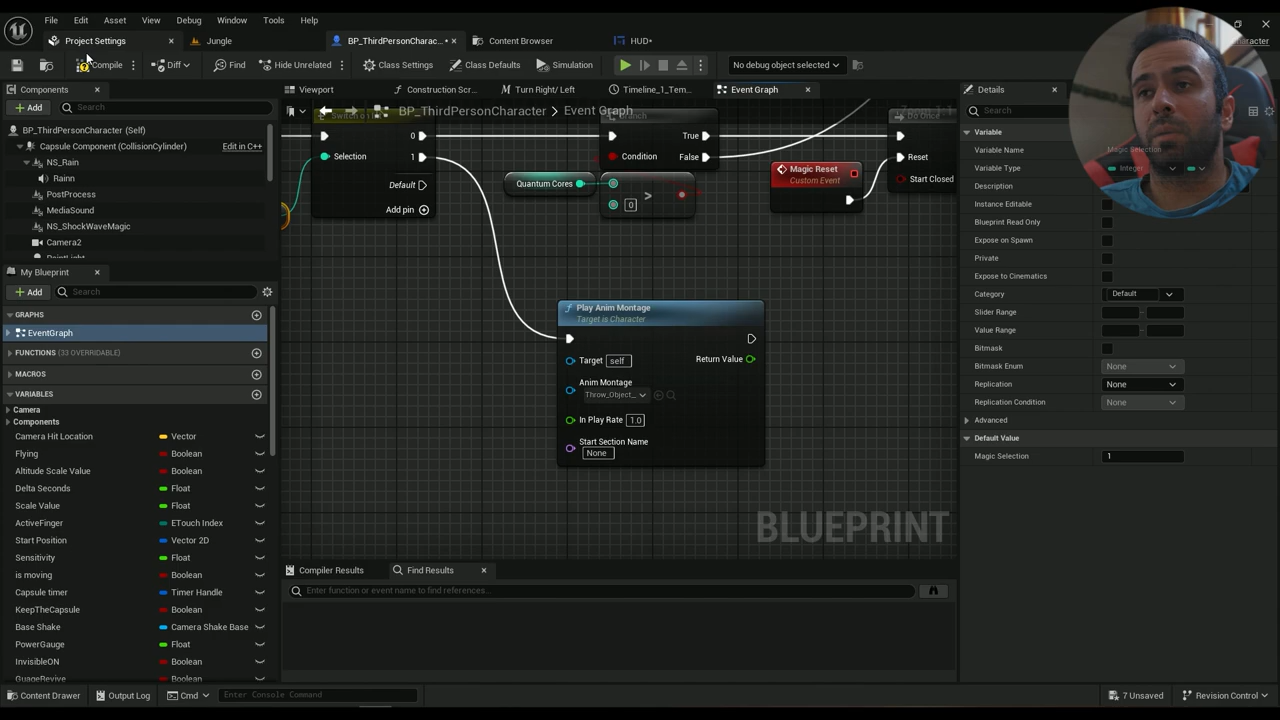 File Edit Asset View Debug Window Tools Help
Project Settings Jungle BP_ThirdPersonCharac... Content Browser HUD*
Compile Diff Find Hide Unrelated Class Settings Class Defaults Simulation No debug object selected
Components Viewport Construction Scr... Turn Right/ Left Timeline_1_Tem... Event Graph Details
Add Search BP_ThirdPersonCharacter > Event Graph Search
BP_ThirdPersonCharacter (Self)
Capsule Component (CollisionCylinder) Edit in C++
NS_Rain
Rainn
PostProcess
MediaSound
NS_ShockWaveMagic
Camera2
My Blueprint
Add Search
GRAPHS
EventGraph
FUNCTIONS (33 OVERRIDABLE)
MACROS
VARIABLES
Camera
Components
Camera Hit Location Vector
Flying Boolean
Altitude Scale Value Boolean
Delta Seconds Float
Scale Value Float
ActiveFinger ETouch Index
Start Position Vector 2D
Sensitivity Float
is moving Boolean
Capsule timer Timer Handle
KeepTheCapsule Boolean
Base Shake Camera Shake Base
PowerGauge Float
InvisibleON Boolean
GuageRevive Boolean
Selection 0
1
Default
Add pin
Branch
True
Condition False
Quantum Cores
>
0
Magic Reset
Custom Event
Do Once
Reset
Start Closed
Play Anim Montage
Target is Character
Target self Return Value
Anim Montage
Throw_Object_
In Play Rate 1.0
Start Section Name
None
BLUEPRINT
Compiler Results Find Results
Enter function or event name to find references...
Variable
Variable Name Magic Selection
Variable Type Integer
Description
Instance Editable
Blueprint Read Only
Expose on Spawn
Private
Expose to Cinematics
Category Default
Slider Range
Value Range
Bitmask
Bitmask Enum None
Replication None
Replication Condition None
Advanced
Default Value
Magic Selection 1
Content Drawer Output Log Cmd Enter Console Command 7 Unsaved Revision Control